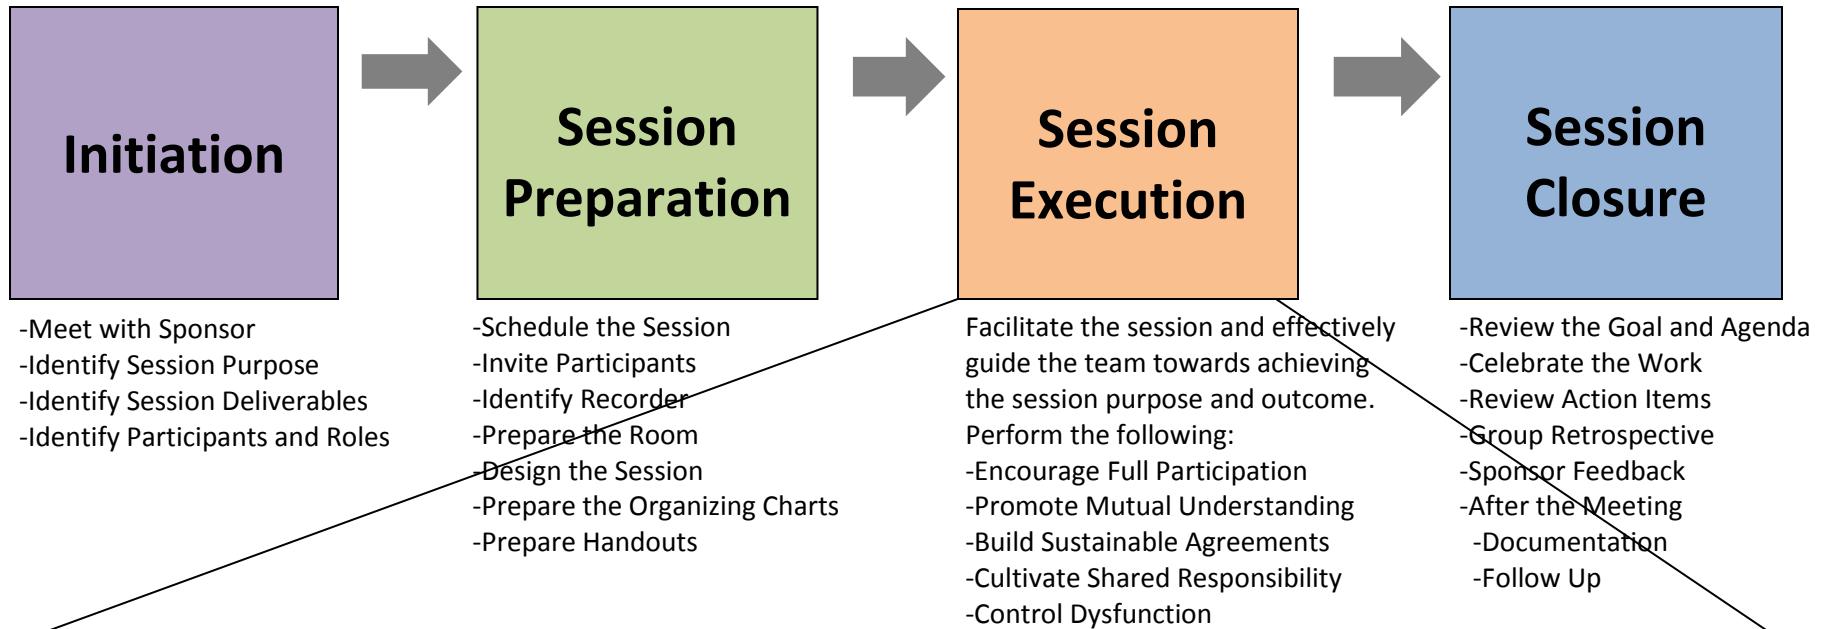 Initiation
-Meet with Sponsor
-Identify Session Purpose
-Identify Session Deliverables
-Identify Participants and Roles
Session
Preparation
-Schedule the Session
-Invite Participants
-Identify Recorder
-Prepare the Room
-Design the Session
-Prepare the Organizing Charts
-Prepare Handouts
Session
Execution
Facilitate the session and effectively
guide the team towards achieving
the session purpose and outcome.
Perform the following:
-Encourage Full Participation
-Promote Mutual Understanding
-Build Sustainable Agreements
-Cultivate Shared Responsibility
-Control Dysfunction
Session
Closure
-Review the Goal and Agenda
-Celebrate the Work
-Review Action Items
-Group Retrospective
-Sponsor Feedback
-After the Meeting
-Documentation
-Follow Up